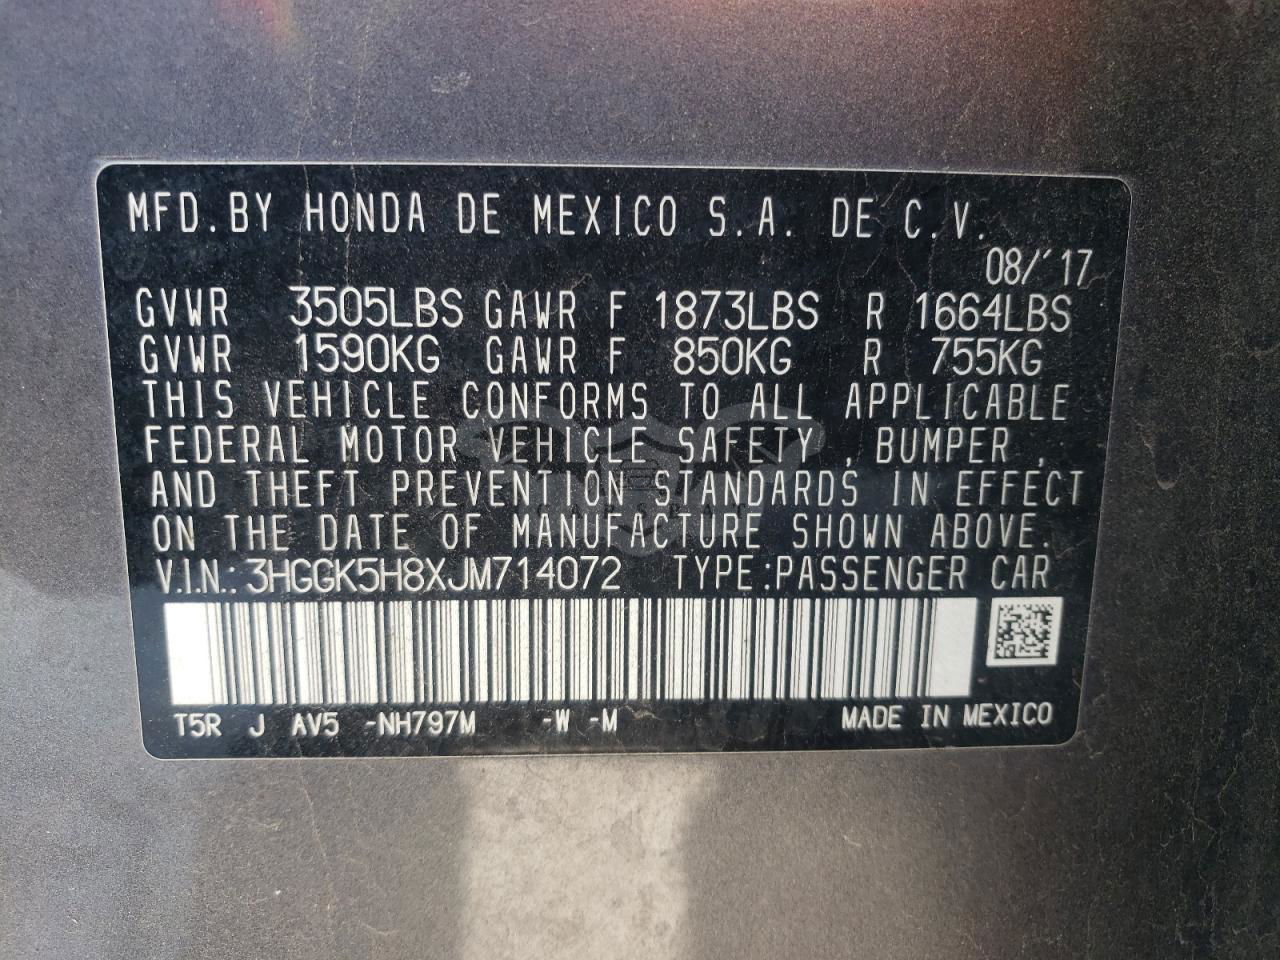 MFD. BY HONDA DE MEXICO S.A. DE C.V.
08/'17
GVWR 3505LBS GAWR F 1873LBS R 1664LBS
GVWR 1590KG GAWR F 850KG R 755KG
THIS VEHICLE CONFORMS TO ALL APPLICABLE
FEDERAL MOTOR VEHICLE SAFETY , BUMPER ,
AND THEFT PREVENTION STANDARDS IN EFFECT
ON THE DATE OF MANUFACTURE SHOWN ABOVE.
V.I.N.: 3HGGK5H8XJM714072 TYPE:PASSENGER CAR
T5R J AV5 -NH797M -W -M MADE IN MEXICO